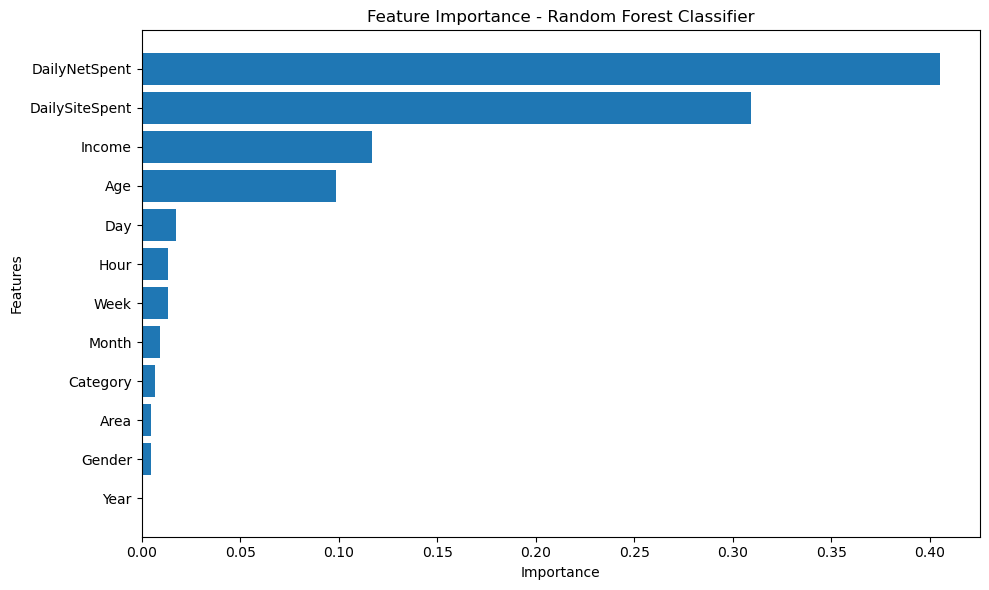 Feature Importance - Random Forest Classifier
DailyNetSpent
DailySiteSpent
Income
Age
Day
Hour
Week
Month
Category
Area
Gender
Year
Features
0.00 0.05 0.10 0.15 0.20 0.25 0.30 0.35 0.40
Importance